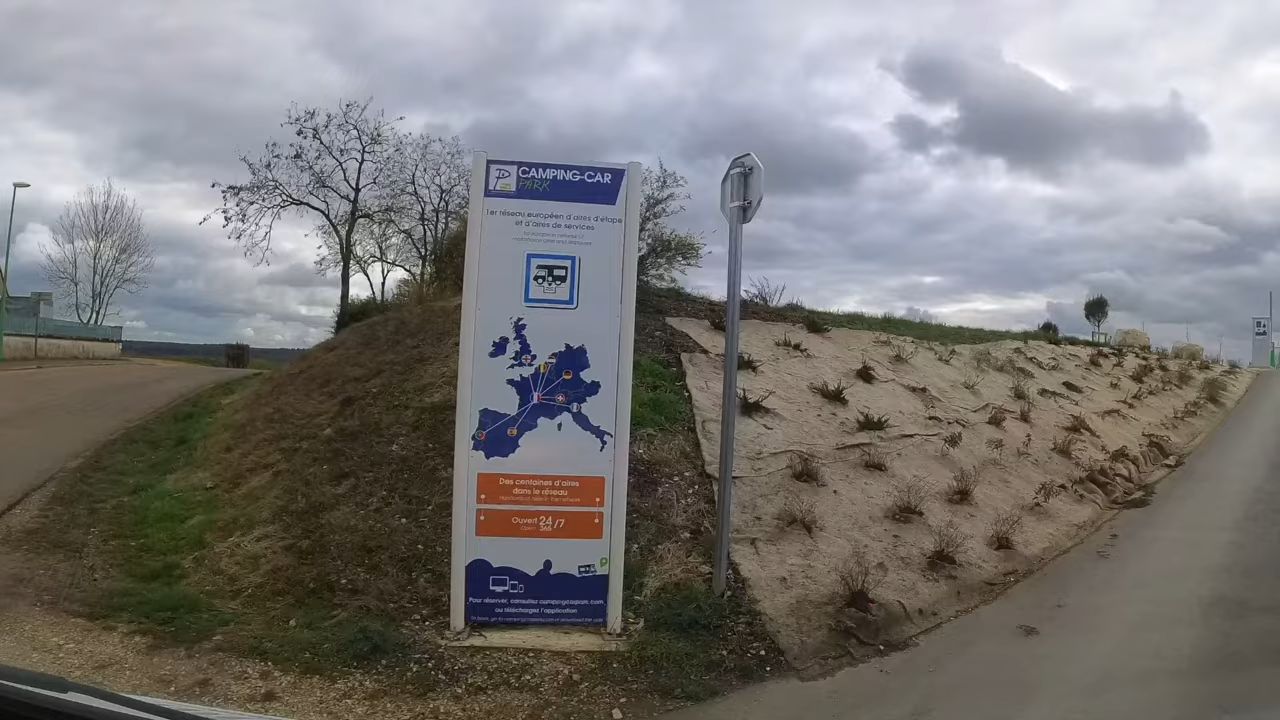 CAMPING-CAR
PARK
1er réseau européen d'aires d'étape
et d'aires de services
Des centaines d'aires
dans le réseau
Ouvert 24/7
Open 365
Pour réserver, consultez campingcarpark.com
ou téléchargez l'application